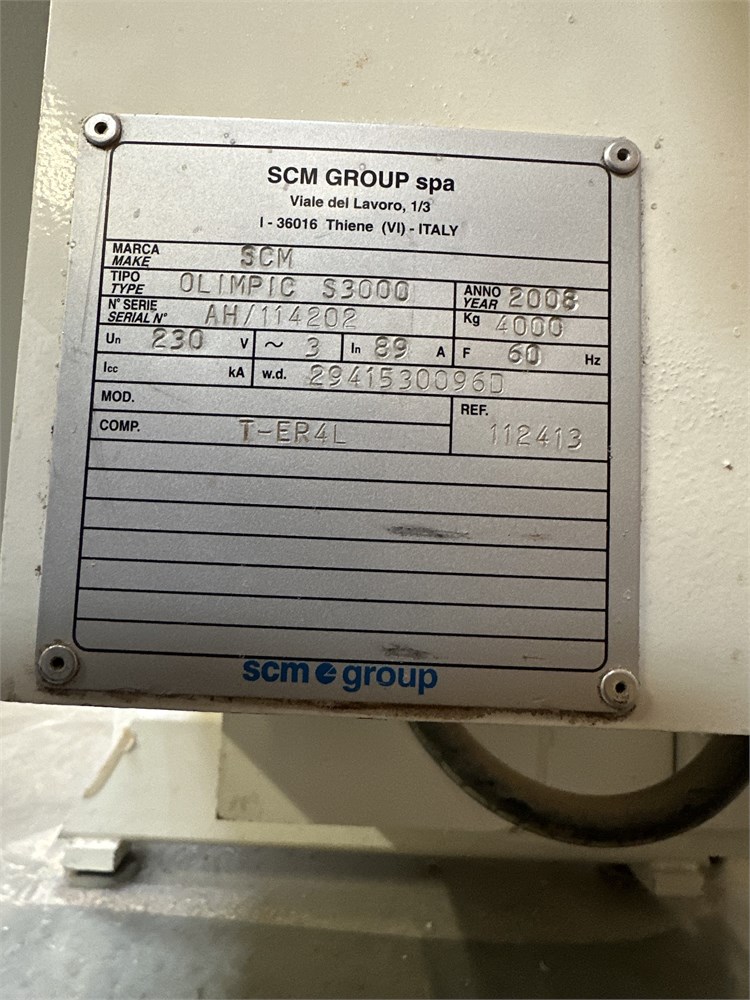 SCM GROUP spa
Viale del Lavoro, 1/3
I - 36016 Thiene (VI) - ITALY
MARCA
MAKE SCM
TIPO
TYPE OLIMPIC S3000 ANNO
YEAR 2008
N° SERIE
SERIAL N° AH/114202 Kg 4000
Un 230 V ~ 3 In 89 A F 60 Hz
Icc kA w.d. 2941530096D
MOD.
COMP. T-ER4L REF. 112413
scm group